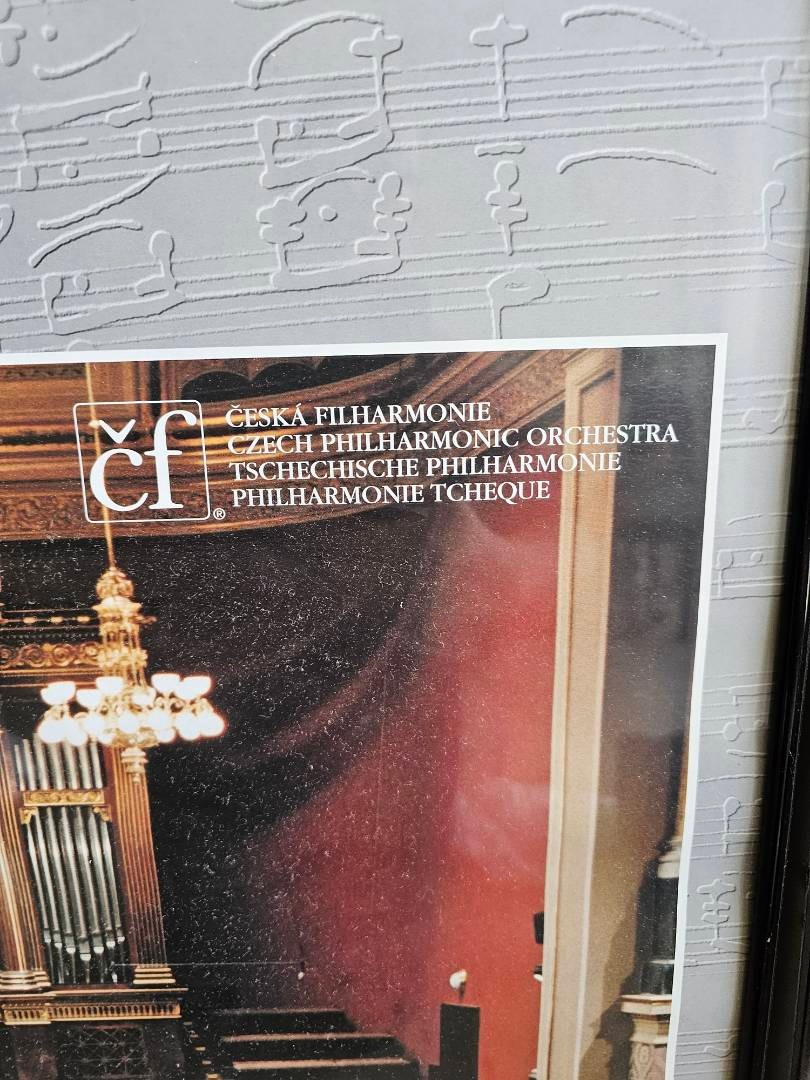 čf®
ČESKÁ FILHARMONIE
CZECH PHILHARMONIC ORCHESTRA
TSCHECHISCHE PHILHARMONIE
PHILHARMONIE TCHEQUE